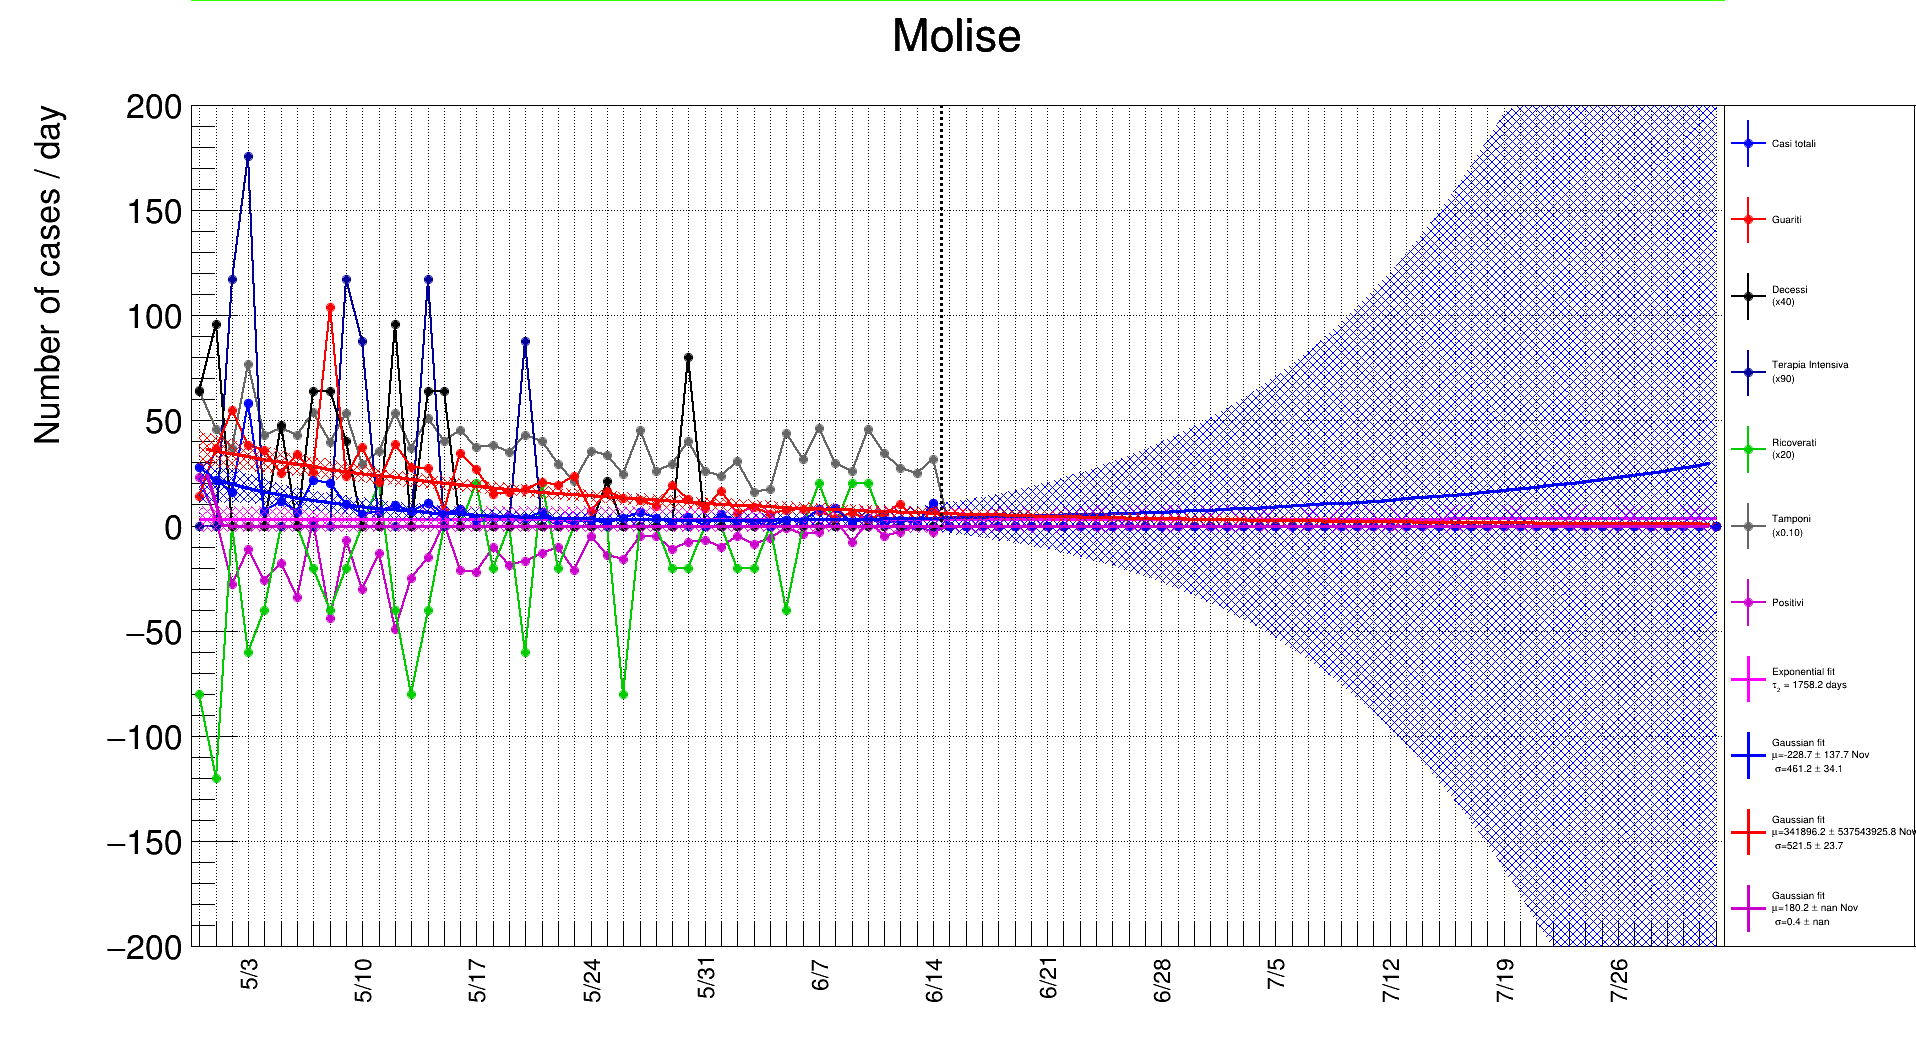 Molise
Number of cases / day
200
150
100
50
0
−50
−100
−150
−200
5/3
5/10
5/17
5/24
5/31
6/7
6/14
6/21
6/28
7/5
7/12
7/19
7/26
Casi totali
Guariti
Decessi
(x40)
Terapia Intensiva
(x90)
Ricoverati
(x20)
Tamponi
(x0.10)
Positivi
Exponential fit
τ2 = 1758.2 days
Gaussian fit
μ=-228.7 ± 137.7 Nov
σ=461.2 ± 34.1
Gaussian fit
μ=341896.2 ± 537543925.8 Nov
σ=521.5 ± 23.7
Gaussian fit
μ=180.2 ± nan Nov
σ=0.4 ± nan